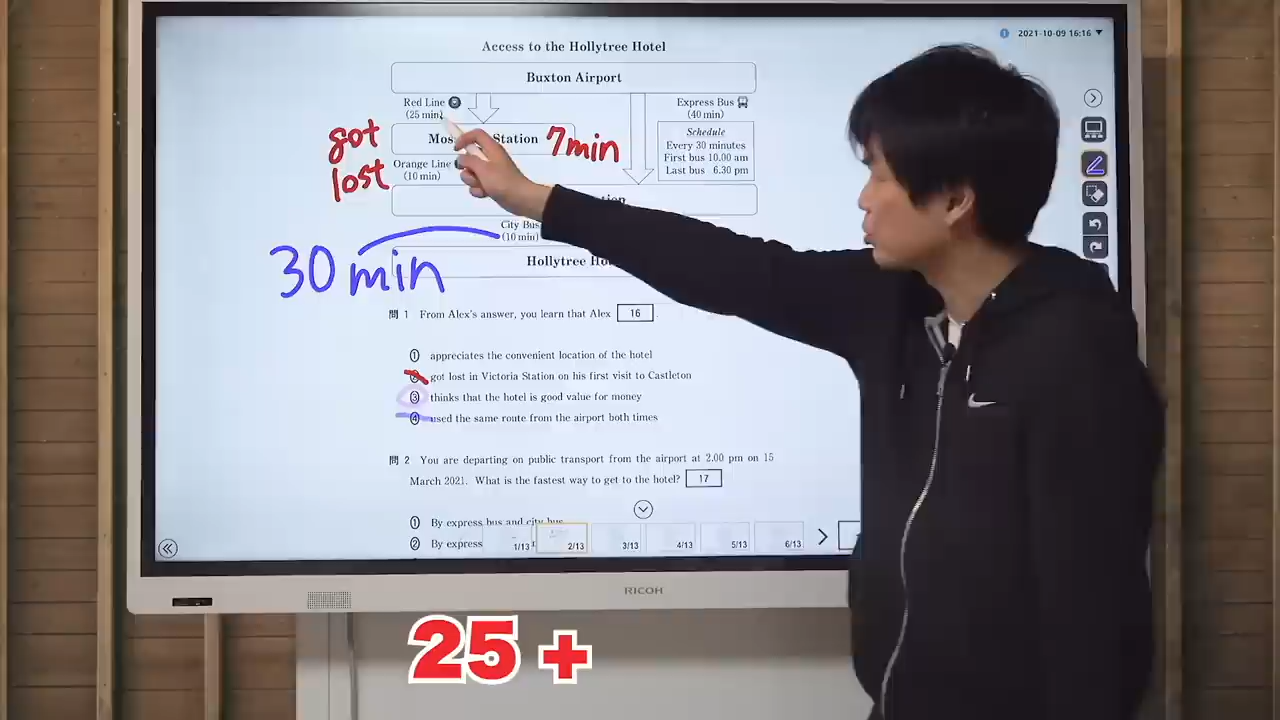 2021-10-09 16:16
Access to the Hollytree Hotel
Buxton Airport
Red Line
(25 min)
Express Bus
(40 min)
Schedule
Every 30 minutes
First bus 10.00 am
Last bus 6.30 pm
got
lost
Station
7min
Orange Line
(10 min)
City Bus
(10 min)
30 min
Hollytree
問 1 From Alex's answer, you learn that Alex 16 .
① appreciates the convenient location of the hotel
② got lost in Victoria Station on his first visit to Castleton
③ thinks that the hotel is good value for money
④ used the same route from the airport both times
問 2 You are departing on public transport from the airport at 2.00 pm on 15
March 2021. What is the fastest way to get to the hotel? 17
① By express bus and city bus
② By express
1/13 2/13 3/13 4/13 5/13 6/13
RICOH
25 +